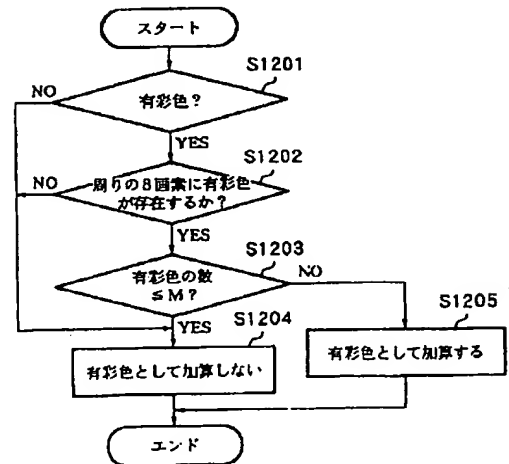 スタート
S1201
有彩色？
NO
YES
S1202
周りの8画素に有彩色
が存在するか？
NO
YES
S1203
有彩色の数
≦M？
NO
YES
S1204
有彩色として加算しない
S1205
有彩色として加算する
エンド